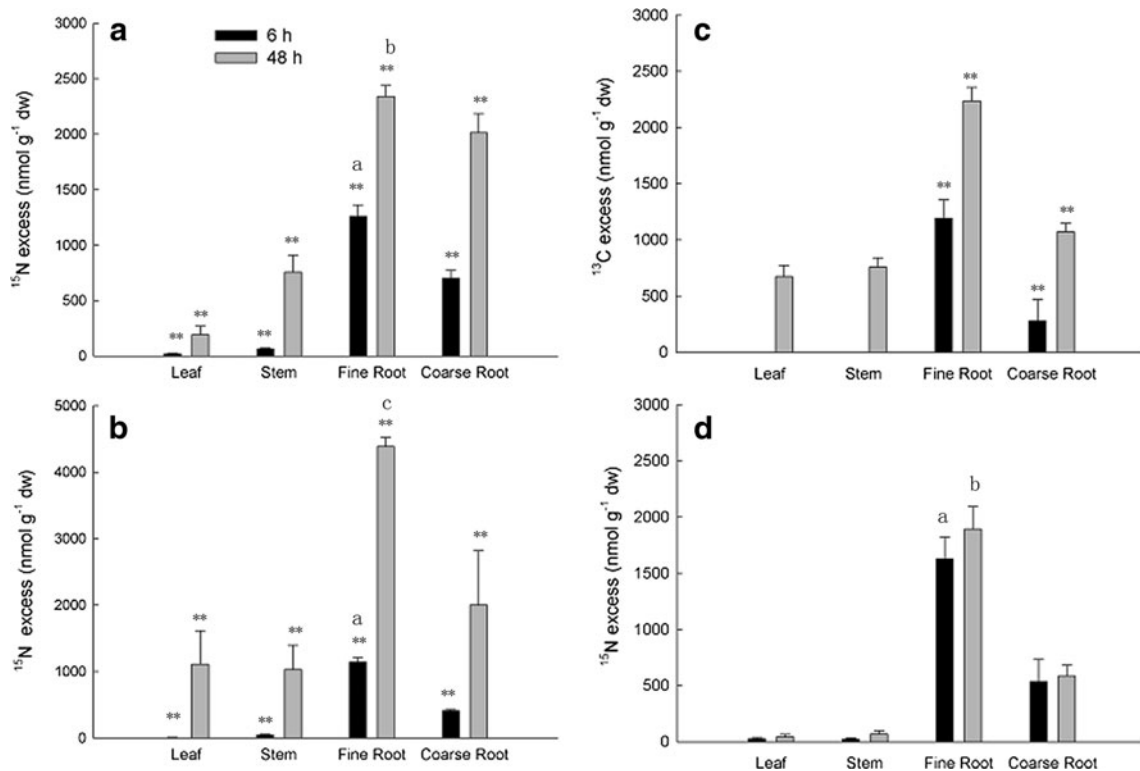 a
6 h
48 h
¹⁵N excess (nmol g⁻¹ dw)
3000
2500
2000
1500
1000
500
0
** ** ** ** a ** b ** ** **
Leaf Stem Fine Root Coarse Root
c
¹³C excess (nmol g⁻¹ dw)
3000
2500
2000
1500
1000
500
0
** ** ** **
Leaf Stem Fine Root Coarse Root
b
¹⁵N excess (nmol g⁻¹ dw)
5000
4000
3000
2000
1000
0
** ** ** ** a ** c ** ** **
Leaf Stem Fine Root Coarse Root
d
¹⁵N excess (nmol g⁻¹ dw)
3000
2500
2000
1500
1000
500
0
a b
Leaf Stem Fine Root Coarse Root